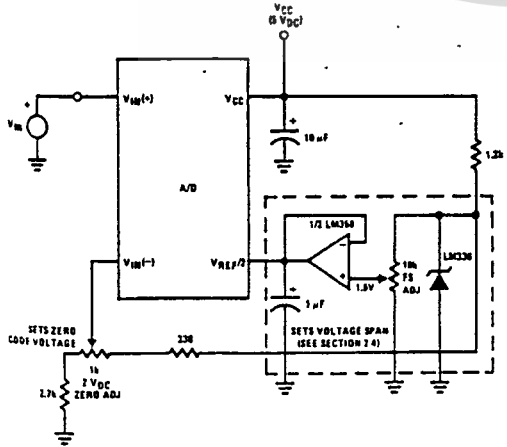 VCC
(5 VDC)
VIN(+)
VCC
VIN
10 µF
1.2k
A/D
1/2 LM358
LM336
VREF/2
10k
FS
ADJ
1.5V
VIN(−)
5 µF
SETS ZERO
CODE VOLTAGE
330
SETS VOLTAGE SPAN
(SEE SECTION 2.4)
1k
2 VDC
ZERO ADJ
2.7k